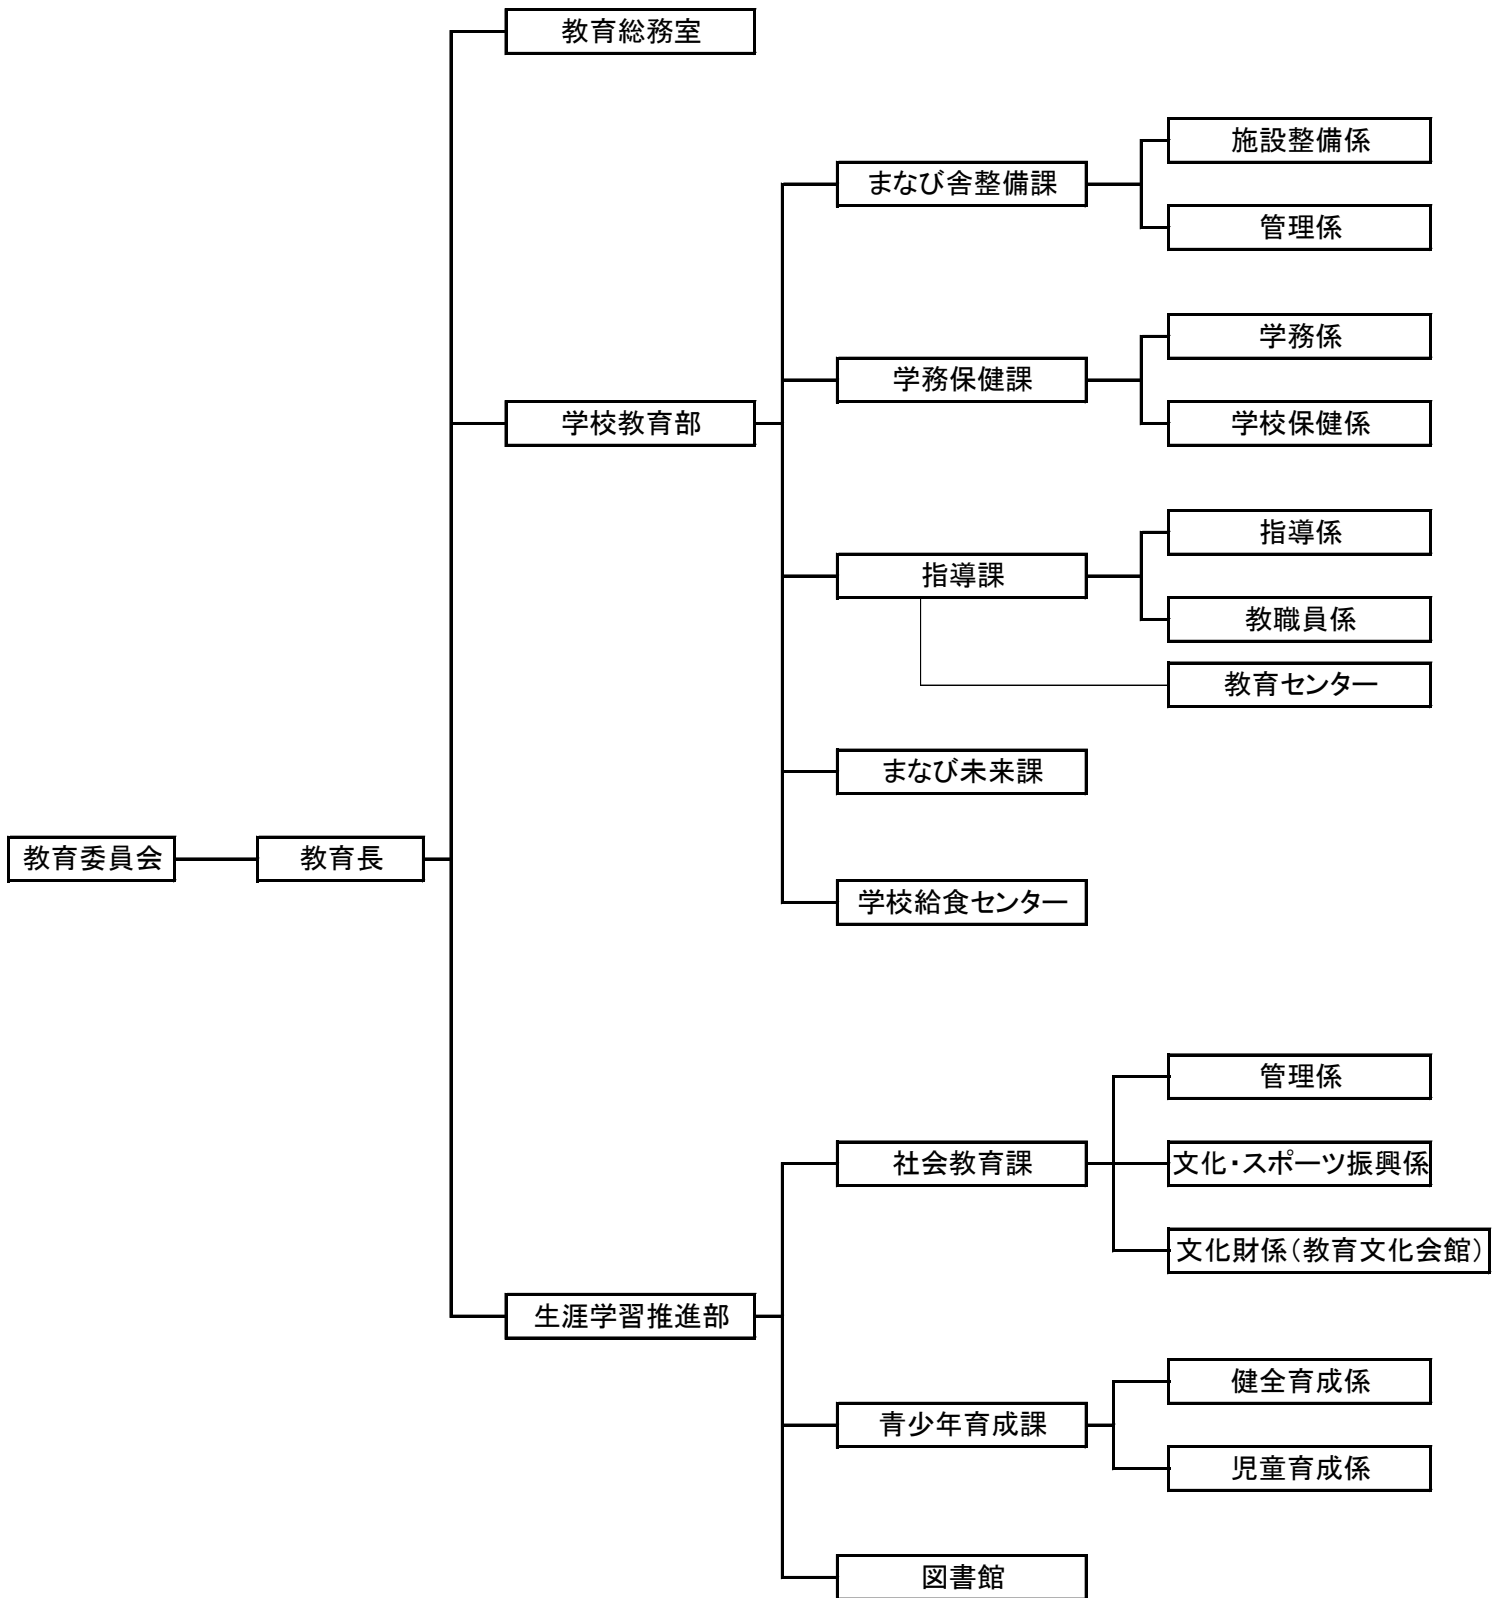 教育委員会
教育長
教育総務室
学校教育部
まなび舎整備課
施設整備係
管理係
学務保健課
学務係
学校保健係
指導課
指導係
教職員係
教育センター
まなび未来課
学校給食センター
生涯学習推進部
社会教育課
管理係
文化・スポーツ振興係
文化財係（教育文化会館）
青少年育成課
健全育成係
児童育成係
図書館